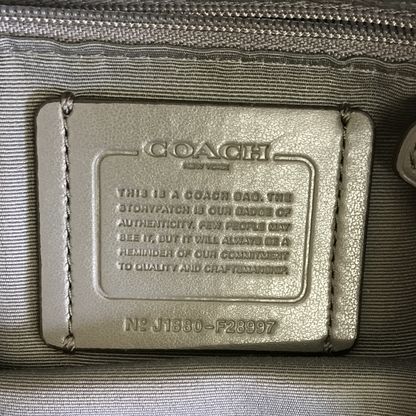 COACH
NEW YORK
THIS IS A COACH BAG. THE
STORYPATCH IS OUR BADGE OF
AUTHENTICITY. FEW PEOPLE MAY
SEE IT, BUT IT WILL ALWAYS BE A
REMINDER OF OUR COMMITMENT
TO QUALITY AND CRAFTSMANSHIP.
Nº J1680-F28997